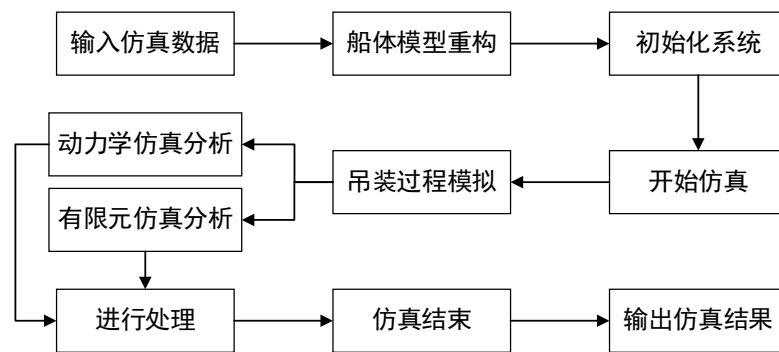 输入仿真数据
船体模型重构
初始化系统
动力学仿真分析
吊装过程模拟
开始仿真
有限元仿真分析
进行处理
仿真结束
输出仿真结果